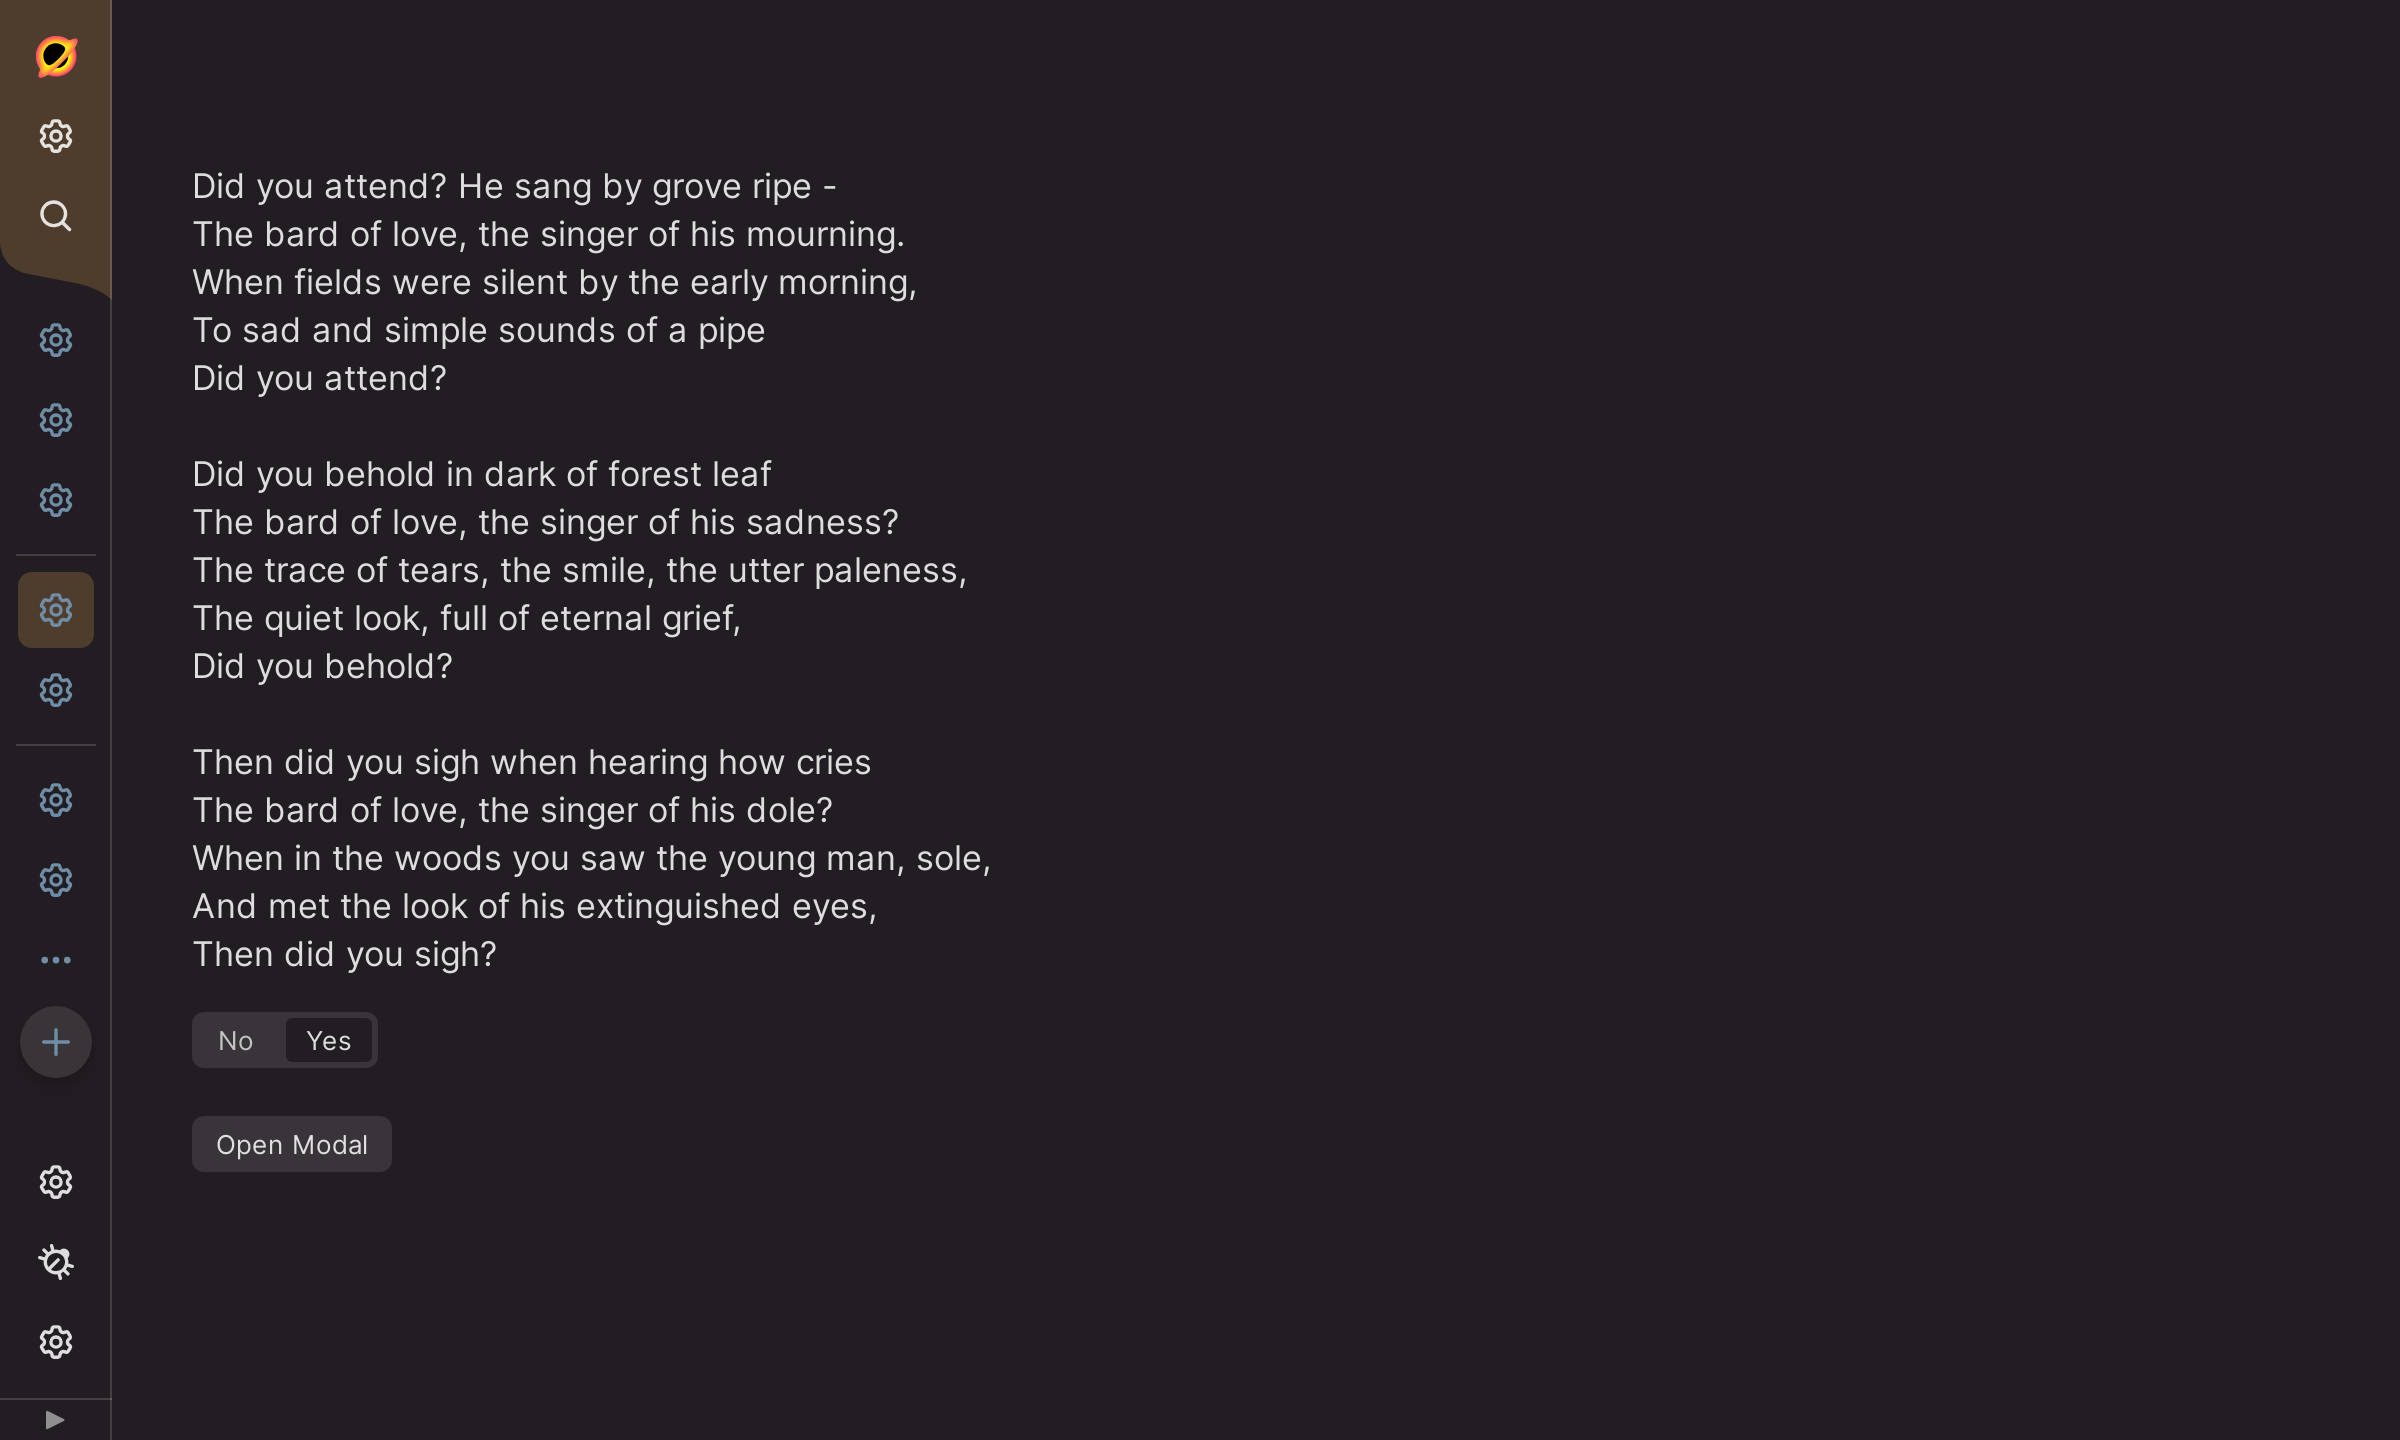 Did you attend? He sang by grove ripe -
The bard of love, the singer of his mourning.
When fields were silent by the early morning,
To sad and simple sounds of a pipe
Did you attend?
Did you behold in dark of forest leaf
The bard of love, the singer of his sadness?
The trace of tears, the smile, the utter paleness,
The quiet look, full of eternal grief,
Did you behold?
Then did you sigh when hearing how cries
The bard of love, the singer of his dole?
When in the woods you saw the young man, sole,
And met the look of his extinguished eyes,
Then did you sigh?
No Yes
Open Modal